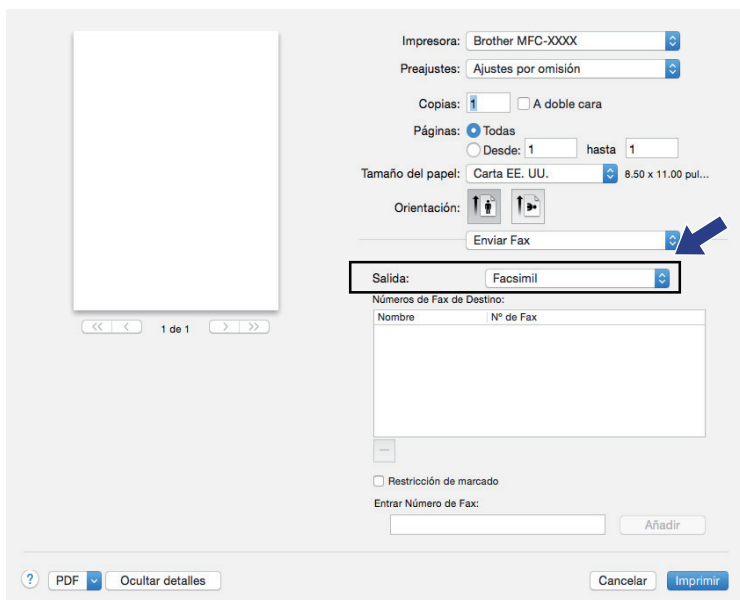 Impresora: Brother MFC-XXXX
Preajustes: Ajustes por omisión
Copias: 1 A doble cara
Páginas: Todas
Desde: 1 hasta 1
Tamaño del papel: Carta EE. UU. 8.50 x 11.00 pul...
Orientación:
Enviar Fax
Salida: Facsimil
Números de Fax de Destino:
Nombre Nº de Fax
<< < 1 de 1 > >>
Restricción de marcado
Entrar Número de Fax:
Añadir
? PDF Ocultar detalles Cancelar Imprimir